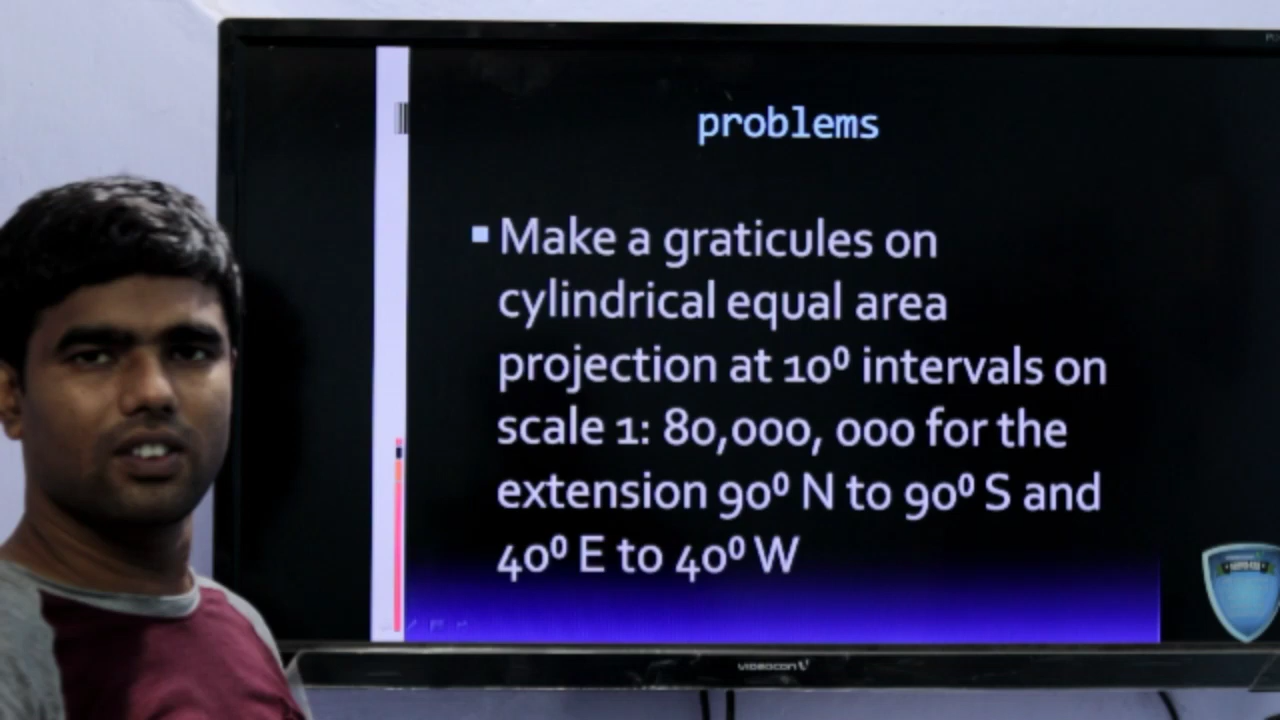 problems
▪ Make a graticules on
cylindrical equal area
projection at 10⁰ intervals on
scale 1: 80,000, 000 for the
extension 90⁰ N to 90⁰ S and
40⁰ E to 40⁰ W
VIDEOCON